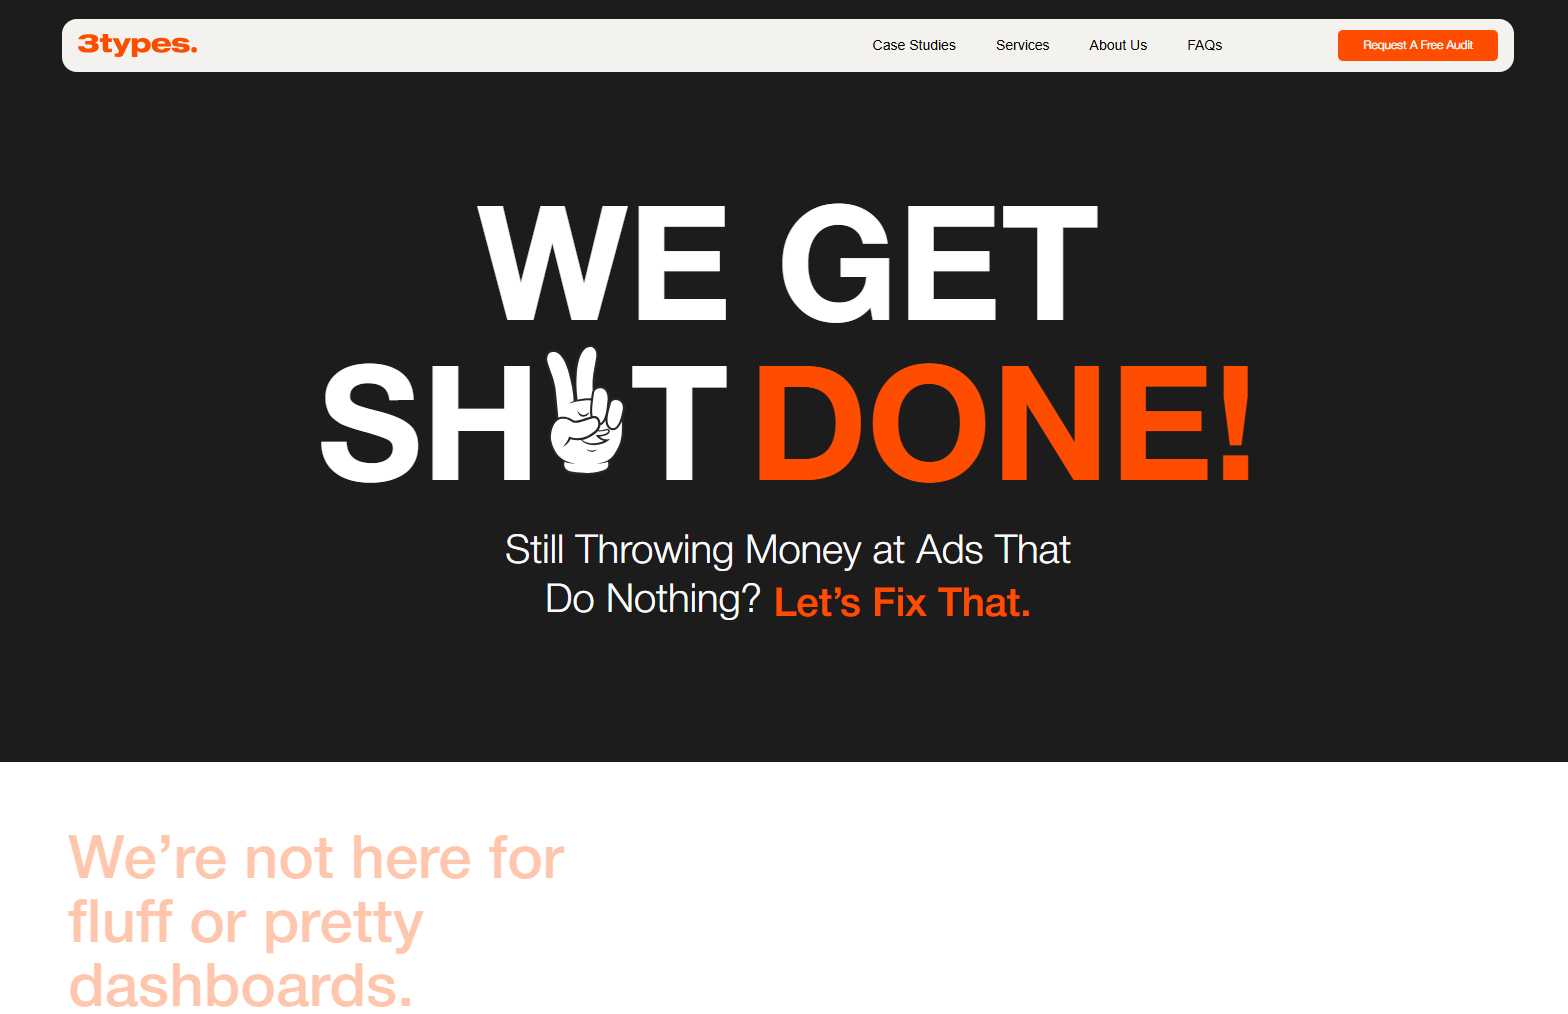 3types.
Case Studies
Services
About Us
FAQs
Request A Free Audit
WE GET
SH✌T DONE!
Still Throwing Money at Ads That
Do Nothing? Let’s Fix That.
We’re not here for
fluff or pretty
dashboards.